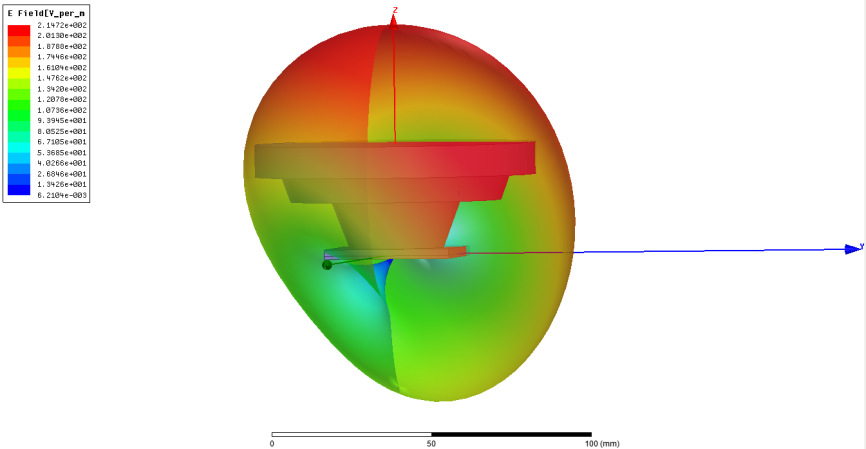 E Field[V_per_m
2.1472e+002
2.0130e+002
1.8788e+002
1.7446e+002
1.6104e+002
1.4762e+002
1.3420e+002
1.2078e+002
1.0736e+002
9.3945e+001
8.0525e+001
6.7105e+001
5.3685e+001
4.0266e+001
2.6846e+001
1.3426e+001
6.2104e-003
Z
Y
0 50 100 (mm)